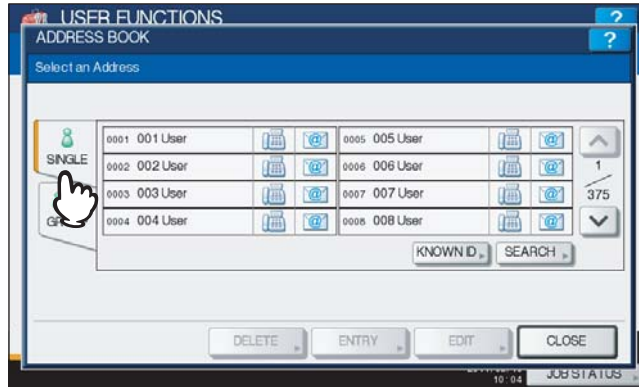 USER FUNCTIONS
?
ADDRESS BOOK
?
Select an Address
SINGLE
0001 001 User
0005 005 User
0002 002 User
0006 006 User
1
0003 003 User
0007 007 User
375
0004 004 User
0008 008 User
KNOWN ID
SEARCH
DELETE
ENTRY
EDIT
CLOSE
10:04
JOB STATUS